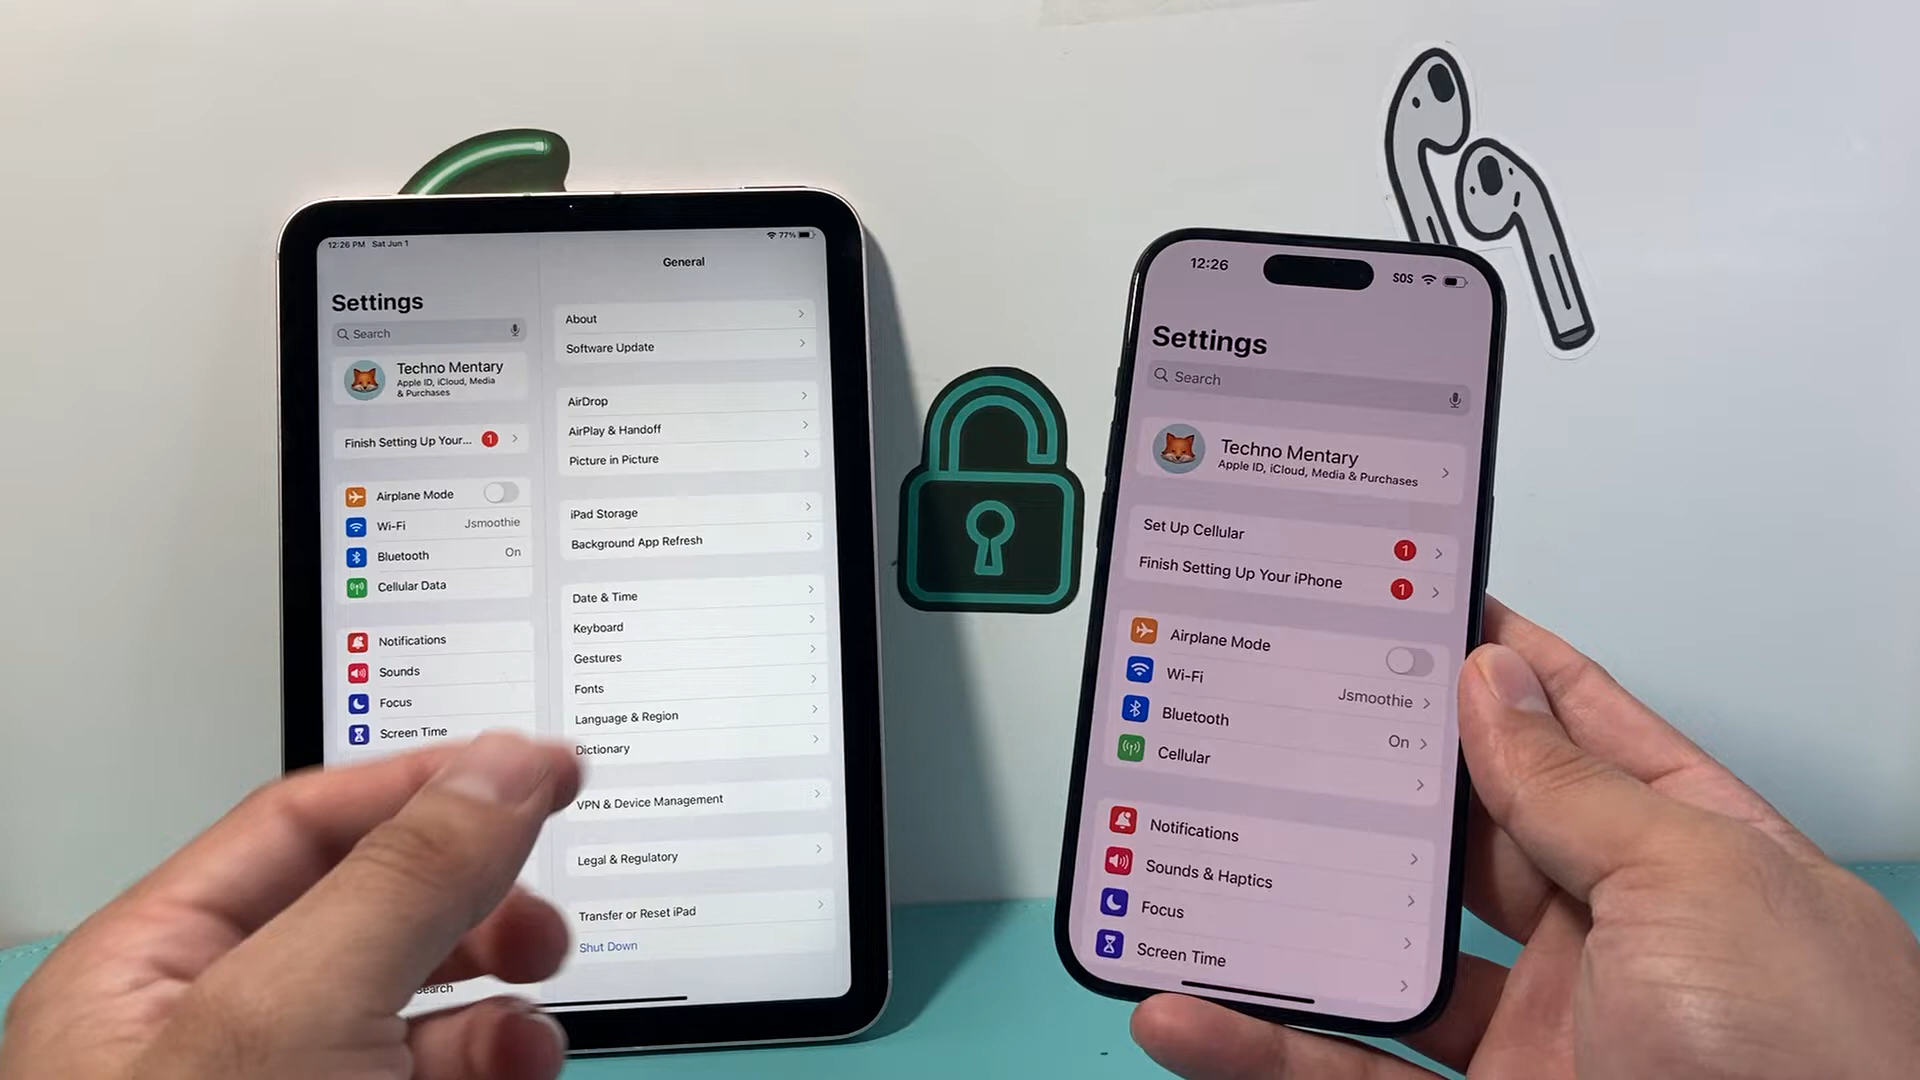 12:26 PM Sat Jun 1
77%
Settings
Search
Techno Mentary
Apple ID, iCloud, Media
& Purchases
Finish Setting Up Your...
1
Airplane Mode
Wi-Fi
Jsmoothie
Bluetooth
On
Cellular Data
Notifications
Sounds
Focus
Screen Time
General
About
Software Update
AirDrop
AirPlay & Handoff
Picture in Picture
iPad Storage
Background App Refresh
Date & Time
Keyboard
Gestures
Fonts
Language & Region
Dictionary
VPN & Device Management
Legal & Regulatory
Transfer or Reset iPad
Shut Down
12:26
SOS
Settings
Search
Techno Mentary
Apple ID, iCloud, Media & Purchases
Set Up Cellular
1
Finish Setting Up Your iPhone
1
Airplane Mode
Wi-Fi
Jsmoothie
Bluetooth
On
Cellular
Notifications
Sounds & Haptics
Focus
Screen Time